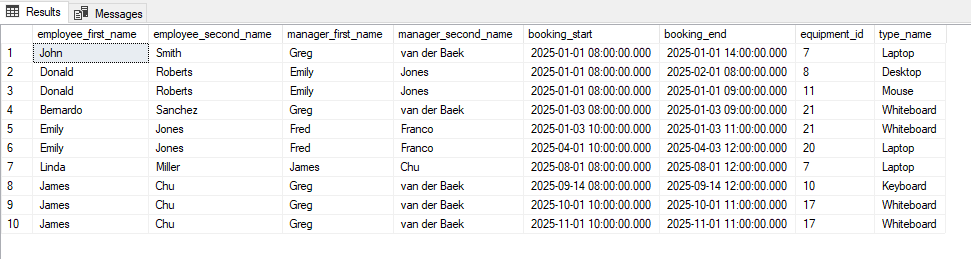 Results Messages
employee_first_name employee_second_name manager_first_name manager_second_name booking_start booking_end equipment_id type_name
1 John Smith Greg van der Baek 2025-01-01 08:00:00.000 2025-01-01 14:00:00.000 7 Laptop
2 Donald Roberts Emily Jones 2025-01-01 08:00:00.000 2025-02-01 08:00:00.000 8 Desktop
3 Donald Roberts Emily Jones 2025-01-01 08:00:00.000 2025-01-01 09:00:00.000 11 Mouse
4 Bernardo Sanchez Greg van der Baek 2025-01-03 08:00:00.000 2025-01-03 09:00:00.000 21 Whiteboard
5 Emily Jones Fred Franco 2025-01-03 10:00:00.000 2025-01-03 11:00:00.000 21 Whiteboard
6 Emily Jones Fred Franco 2025-04-01 10:00:00.000 2025-04-03 12:00:00.000 20 Laptop
7 Linda Miller James Chu 2025-08-01 08:00:00.000 2025-08-01 12:00:00.000 7 Laptop
8 James Chu Greg van der Baek 2025-09-14 08:00:00.000 2025-09-14 12:00:00.000 10 Keyboard
9 James Chu Greg van der Baek 2025-10-01 10:00:00.000 2025-10-01 11:00:00.000 17 Whiteboard
10 James Chu Greg van der Baek 2025-11-01 10:00:00.000 2025-11-01 11:00:00.000 17 Whiteboard